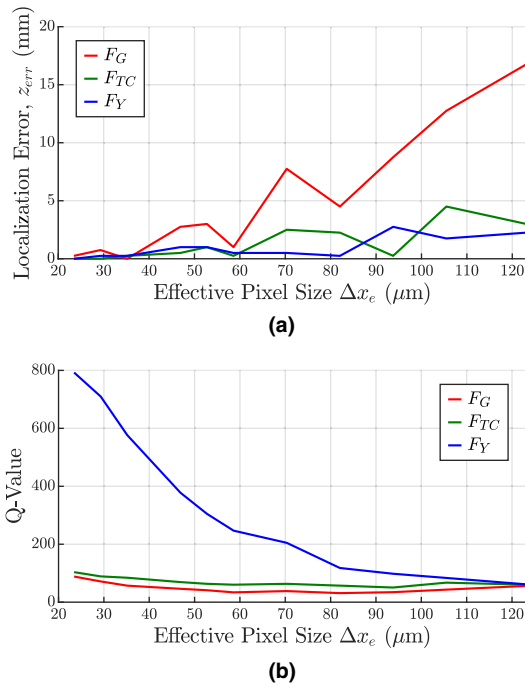 20
15
10
5
0
Localization Error, z_err (mm)
F_G
F_TC
F_Y
20 30 40 50 60 70 80 90 100 110 120
Effective Pixel Size Δx_e (μm)
(a)
800
600
400
200
0
Q-Value
F_G
F_TC
F_Y
20 30 40 50 60 70 80 90 100 110 120
Effective Pixel Size Δx_e (μm)
(b)